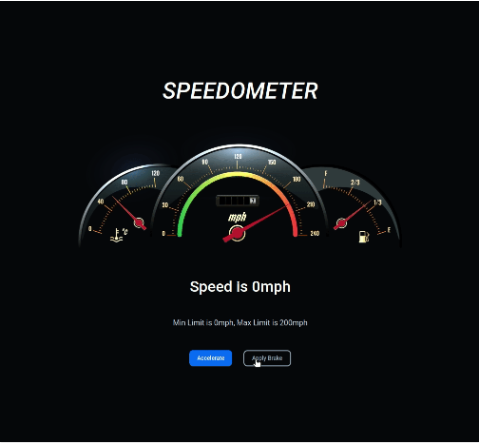 SPEEDOMETER
120
90 150
80 120 60 180 F 2/3
40 30 210 1/3
0 0 mph 240 E
Speed is 0mph
Min Limit is 0mph, Max Limit is 200mph
Accelerate Apply Brake